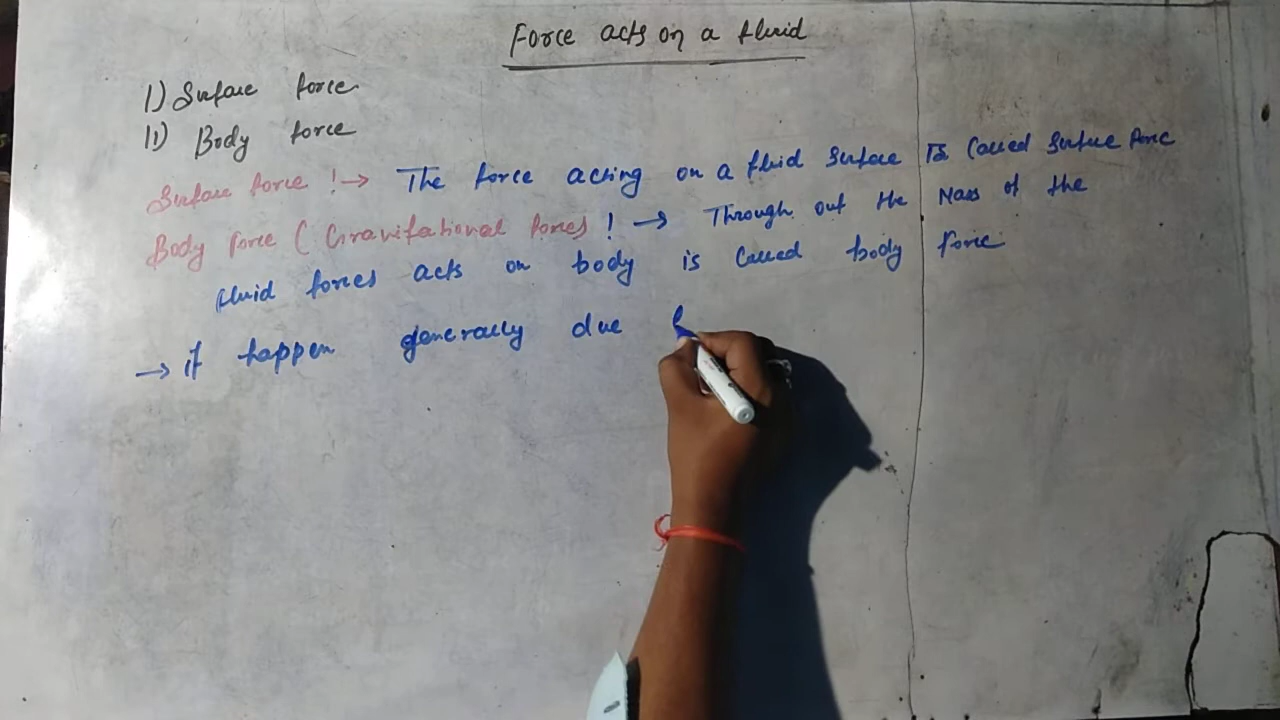 Force acts on a fluid
I) Surface force
II) Body force
Surface force !→ The force acting on a fluid surface is called surface force
Body force ( Gravitational forces ! → Through out the Mass of the
fluid forces acts on body is called body force
→ it happen generally due